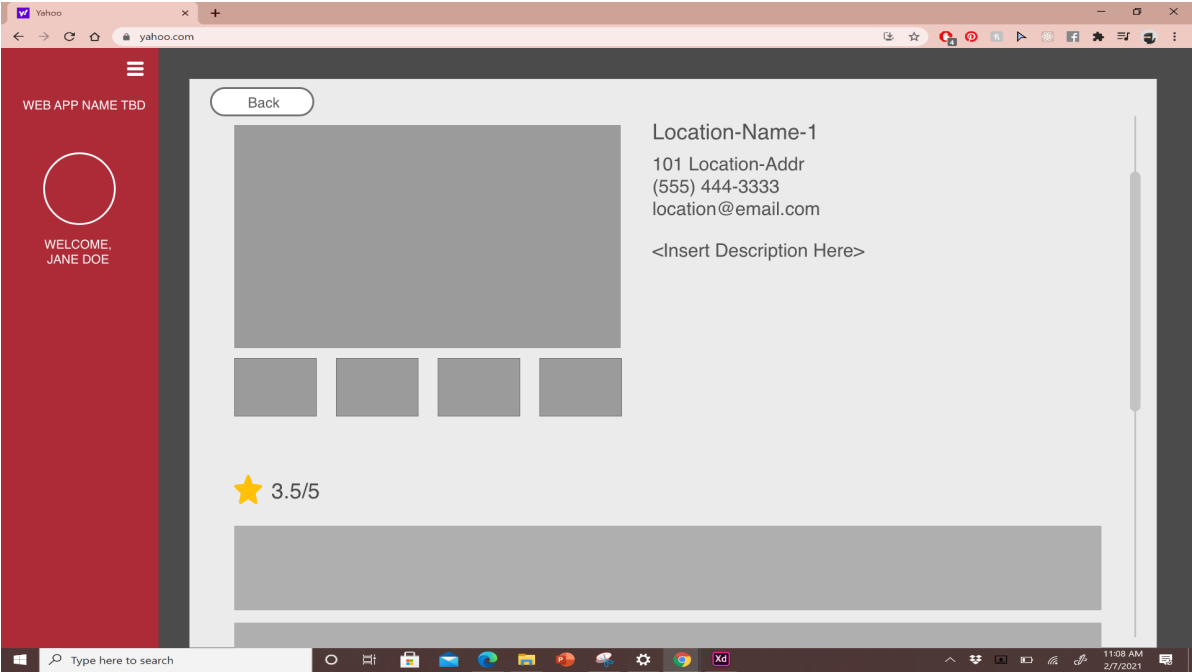 Yahoo
yahoo.com
WEB APP NAME TBD
WELCOME,
JANE DOE
Back
Location-Name-1
101 Location-Addr
(555) 444-3333
location@email.com
<Insert Description Here>
3.5/5
Type here to search
Xd
11:08 AM
2/7/2021